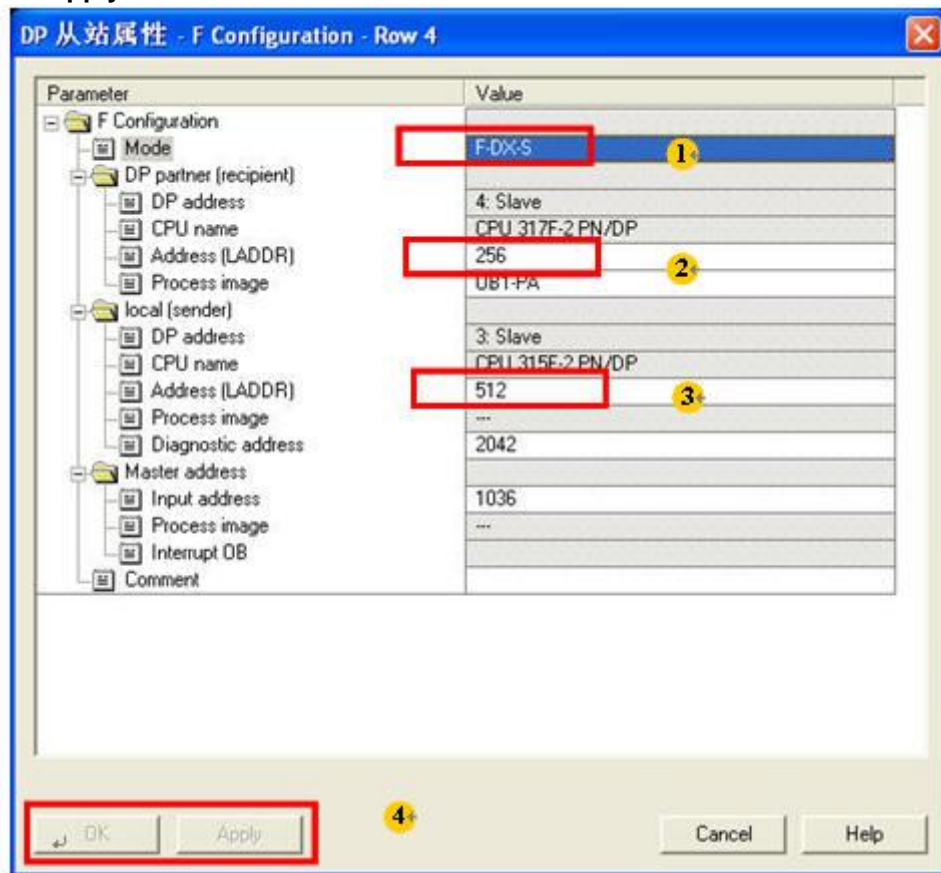 DP 从站属性 - F Configuration - Row 4
Parameter Value
F Configuration
Mode F-DX-S 1
DP partner (recipient)
DP address 4: Slave
CPU name CPU 317F-2 PN/DP
Address (LADDR) 256 2
Process image OB1-PA
local (sender)
DP address 3: Slave
CPU name CPU 315F-2 PN/DP
Address (LADDR) 512 3
Process image ---
Diagnostic address 2042
Master address
Input address 1036
Process image ---
Interrupt OB
Comment
4
OK Apply Cancel Help